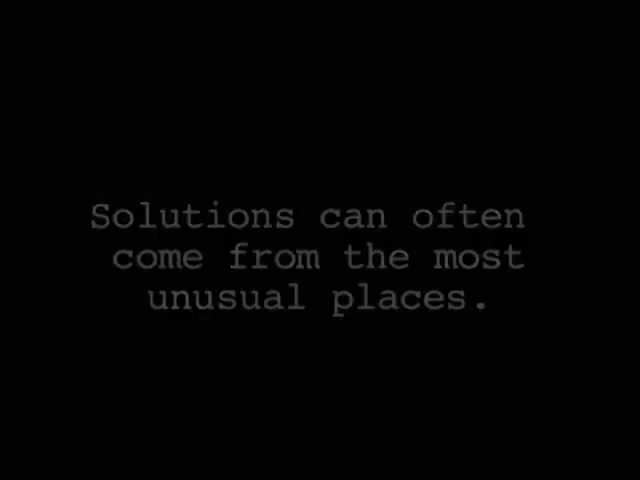 Solutions can often
come from the most
unusual places.